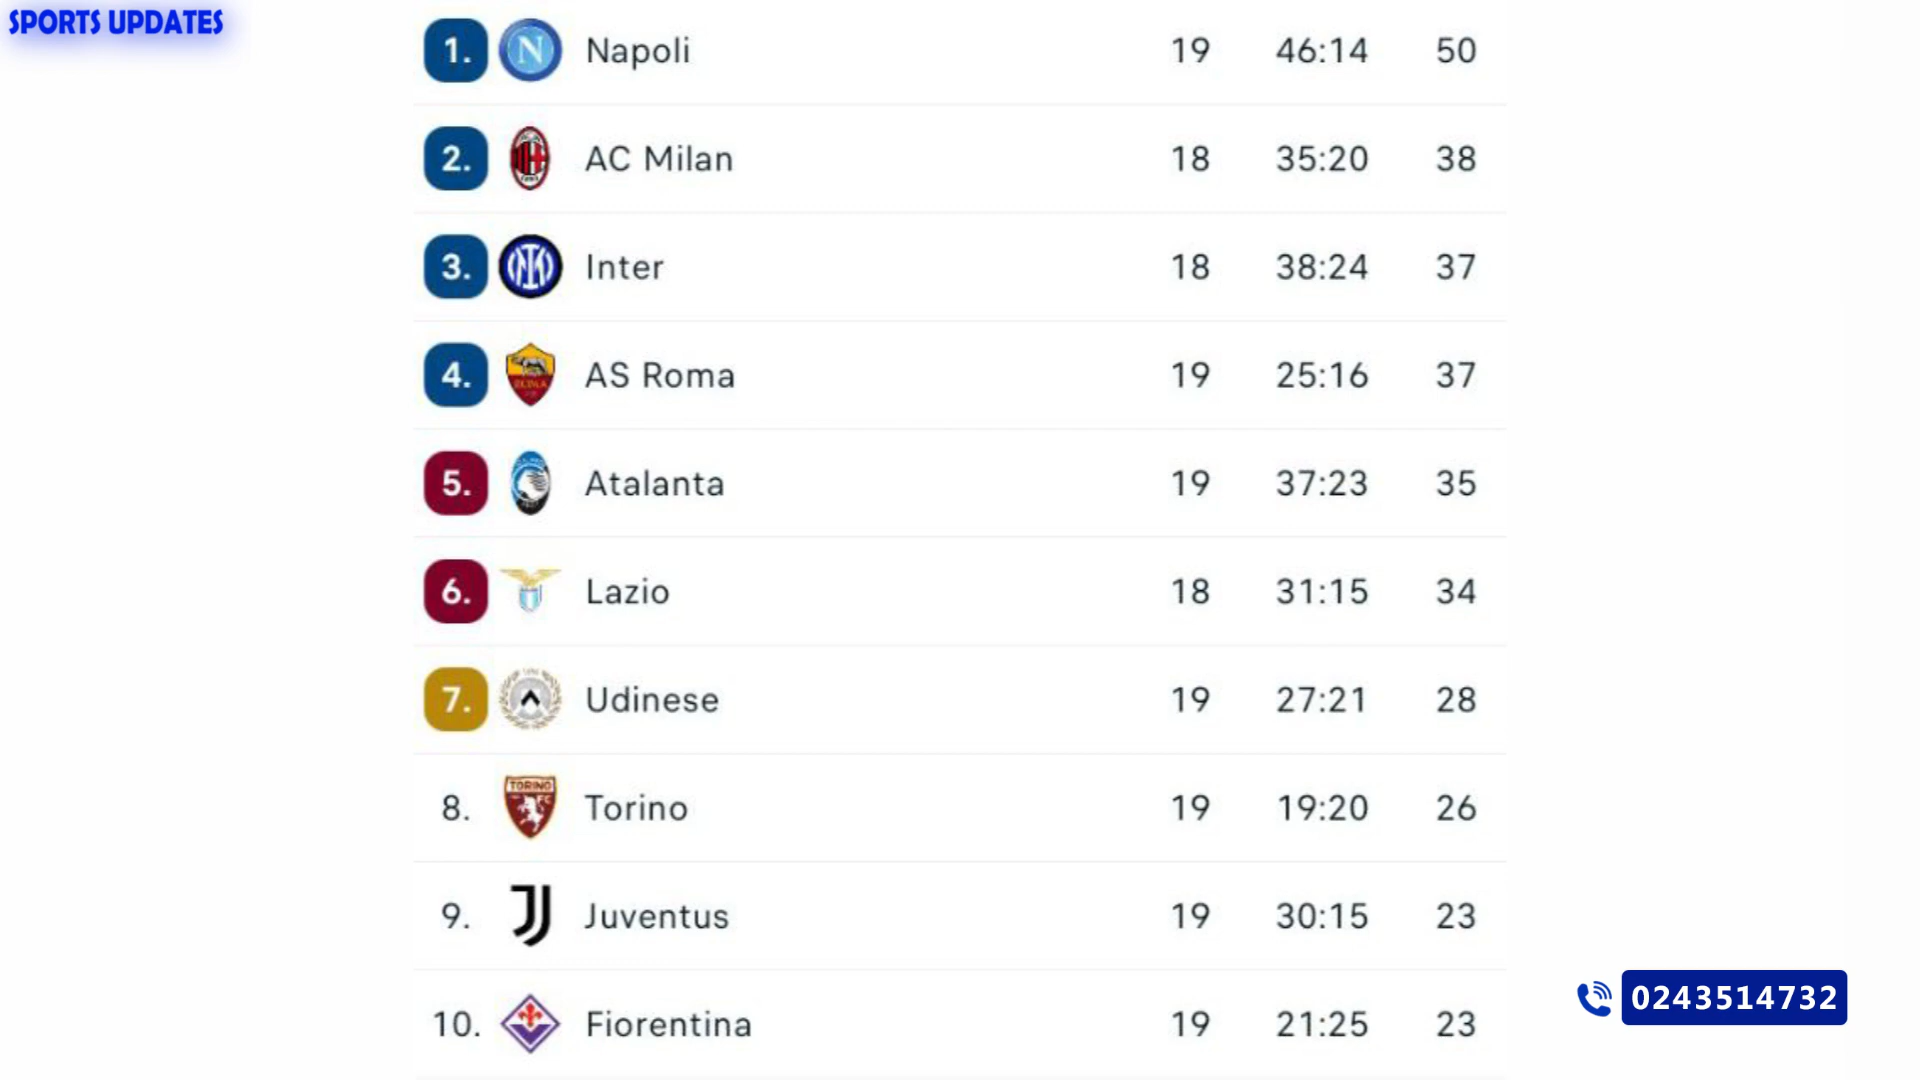 SPORTS UPDATES
1. N Napoli 19 46:14 50
2. AC Milan 18 35:20 38
3. Inter 18 38:24 37
4. AS Roma 19 25:16 37
5. Atalanta 19 37:23 35
6. Lazio 18 31:15 34
7. Udinese 19 27:21 28
8. TORINO FC Torino 19 19:20 26
9. Juventus 19 30:15 23
10. Fiorentina 19 21:25 23
0243514732